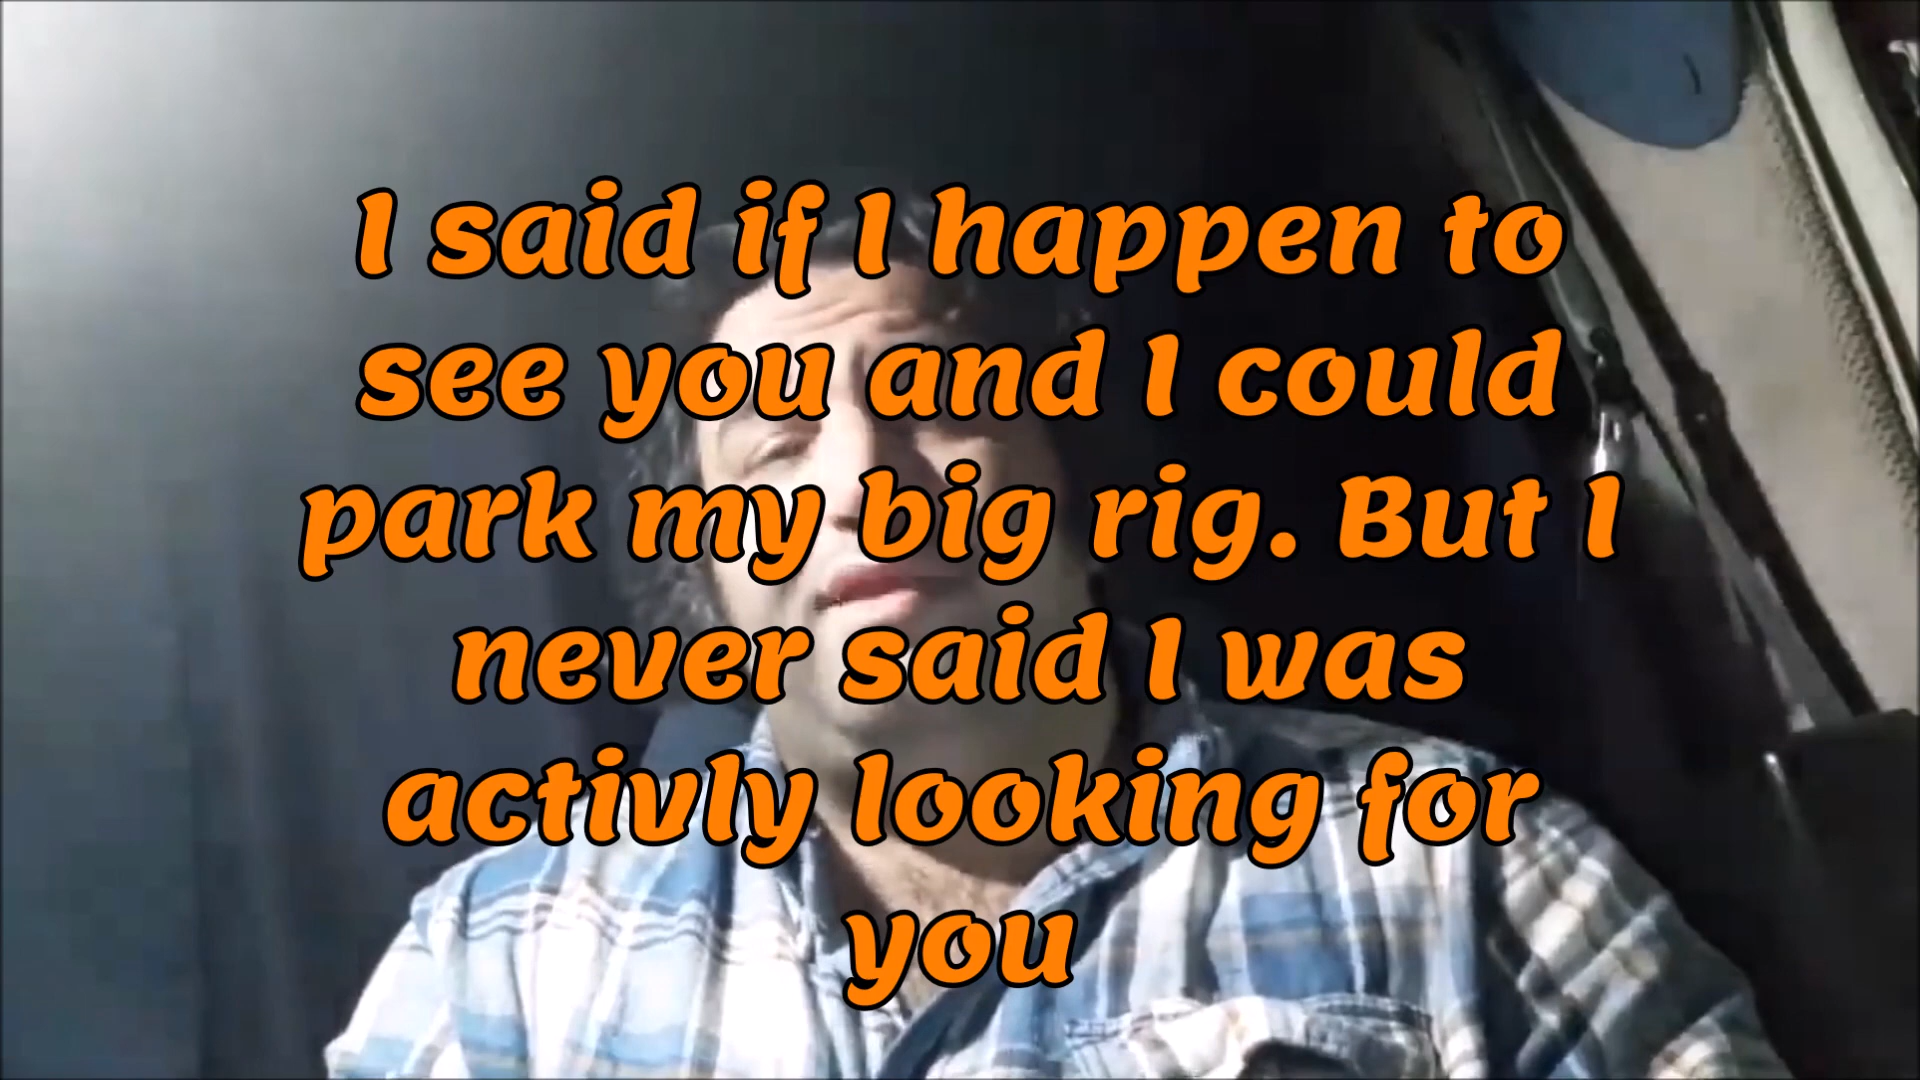 I said if I happen to
see you and I could
park my big rig. But I
never said I was
activly looking for
you